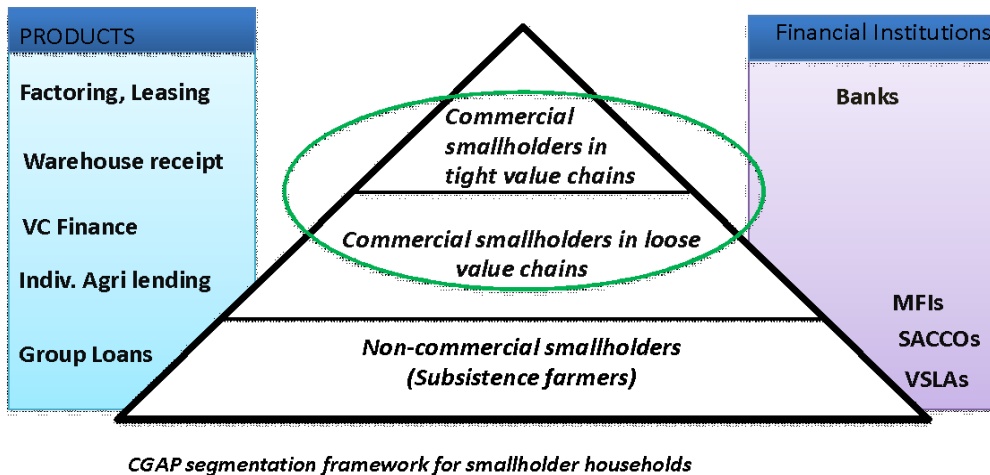 PRODUCTS
Factoring, Leasing
Warehouse receipt
VC Finance
Indiv. Agri lending
Group Loans
Commercial
smallholders in
tight value chains
Commercial smallholders in loose
value chains
Non-commercial smallholders
(Subsistence farmers)
Financial Institutions
Banks
MFIs
SACCOs
VSLAs
CGAP segmentation framework for smallholder households